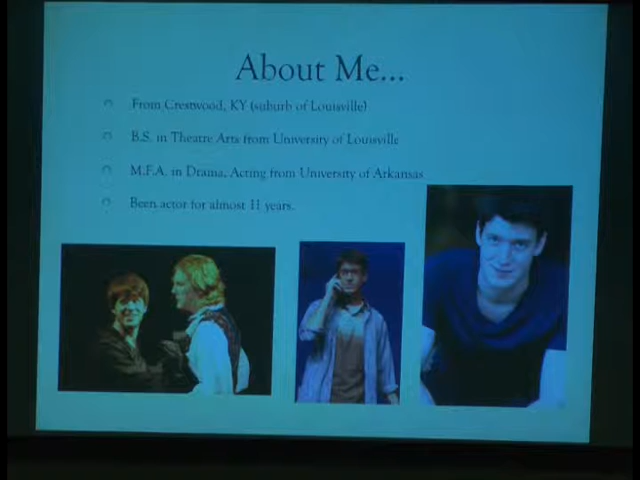 About Me...
From Crestwood, KY (suburb of Louisville)
B.S. in Theatre Arts from University of Louisville
M.F.A. in Drama, Acting from University of Arkansas
Been actor for almost 11 years.